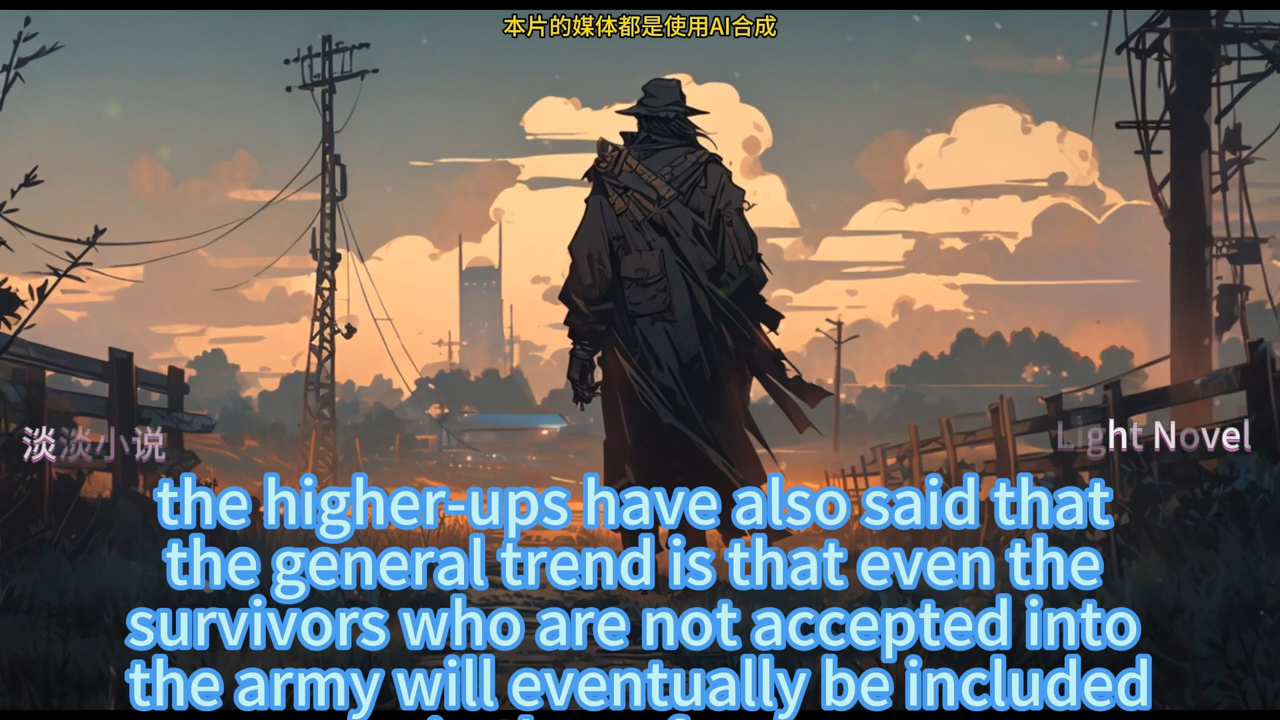 本片的媒体都是使用AI合成
淡淡小说
Light Novel
the higher-ups have also said that
the general trend is that even the
survivors who are not accepted into
the army will eventually be included